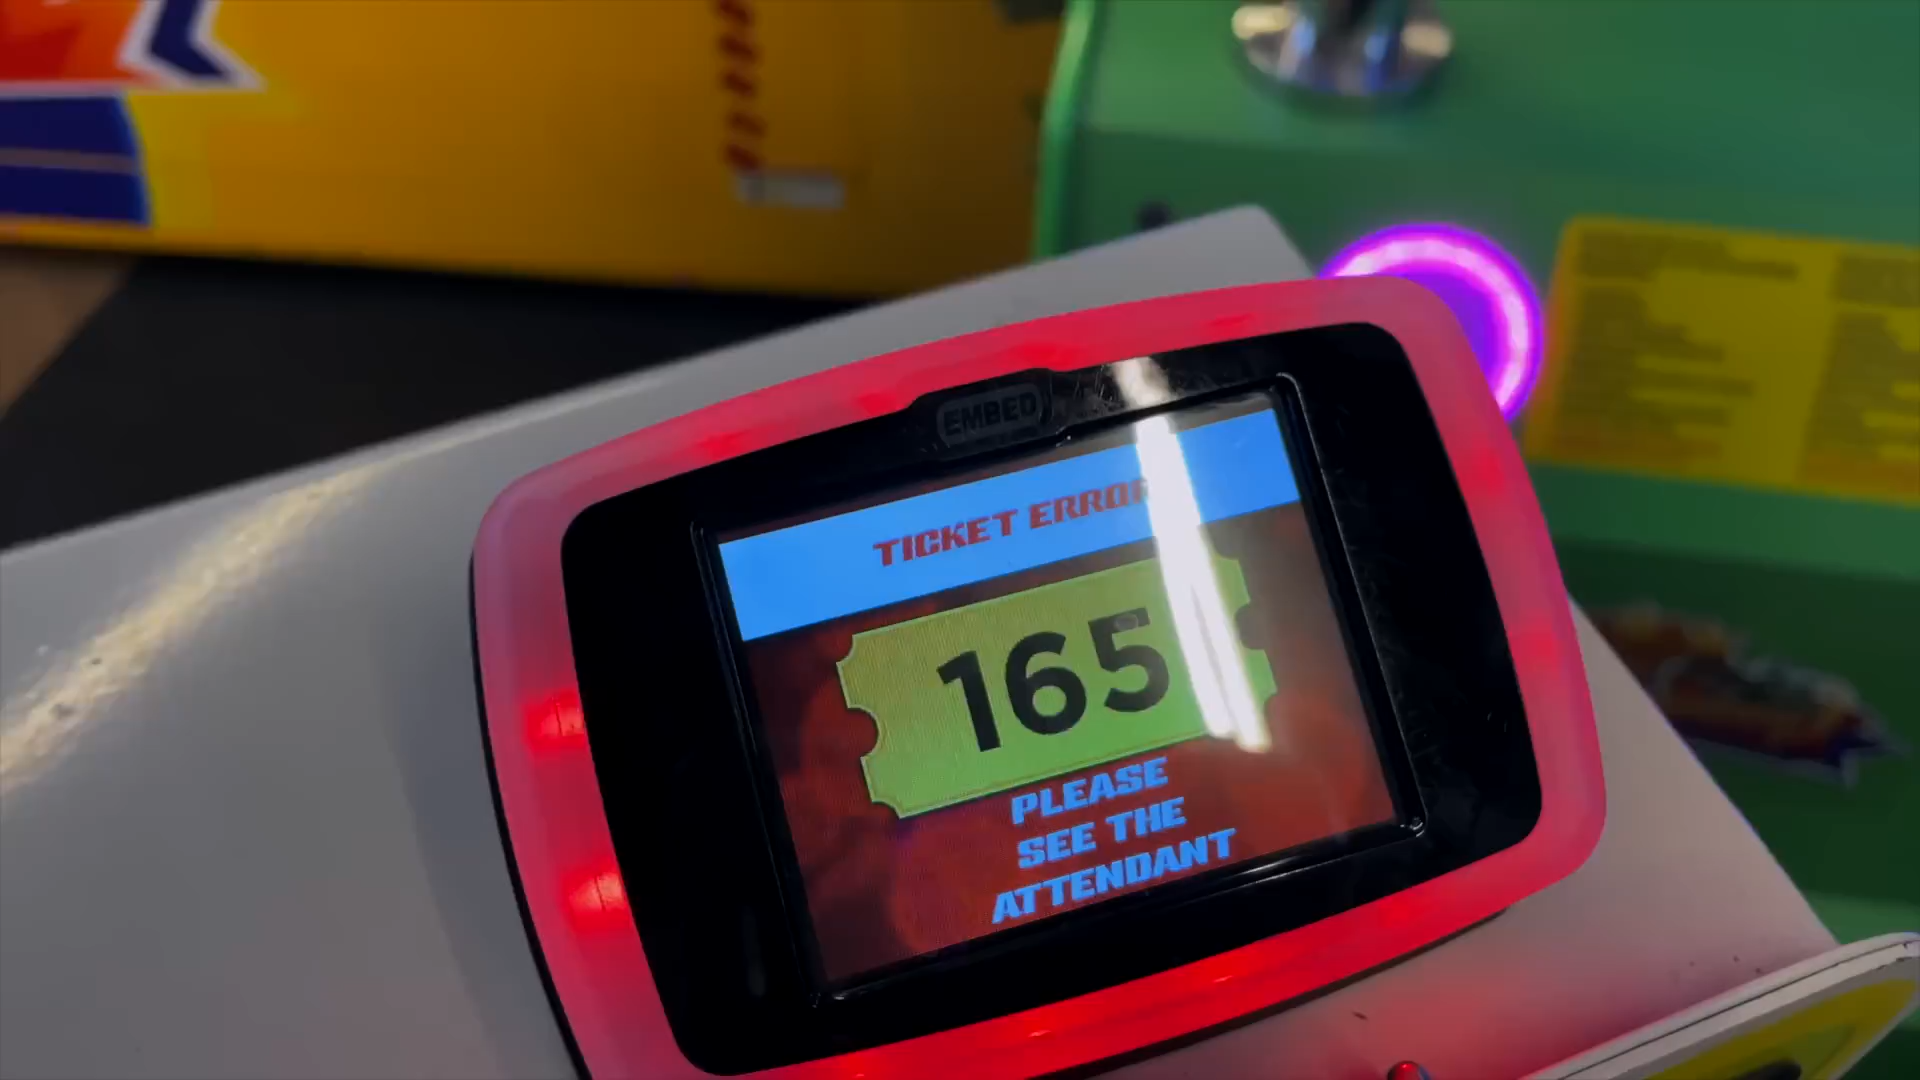 EMBED
TICKET ERROR
165
PLEASE
SEE THE
ATTENDANT